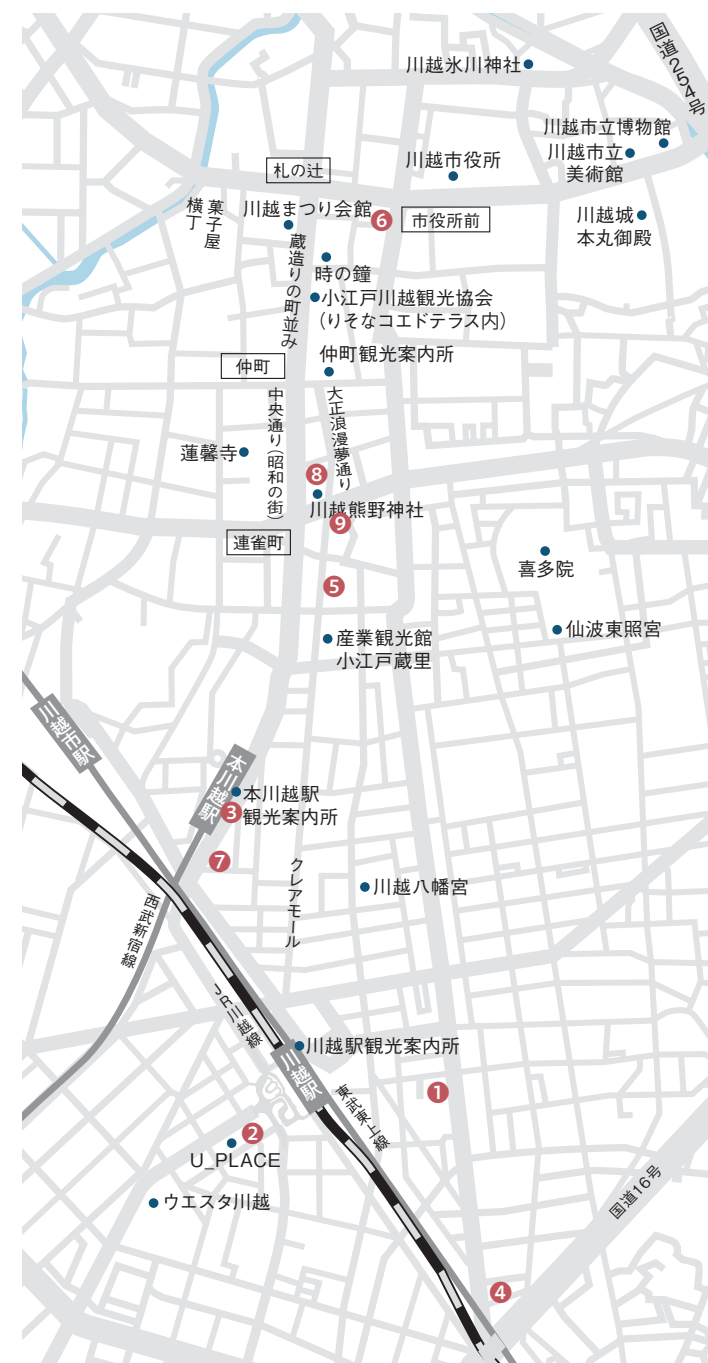 国道254号
川越氷川神社
川越市立博物館
川越市役所
川越市立
美術館
札の辻
菓子屋
横丁
川越まつり会館
❻
市役所前
川越城
本丸御殿
蔵造りの町並み
時の鐘
小江戸川越観光協会
(りそなコエドテラス内)
仲町観光案内所
仲町
中央通り(昭和の街)
大正浪漫夢通り
蓮馨寺
❽
川越熊野神社
❾
連雀町
喜多院
❺
仙波東照宮
産業観光館
小江戸蔵里
川越市駅
本川越駅
本川越駅
観光案内所
❸
❼
クレアモール
川越八幡宮
西武新宿線
JR川越線
川越駅観光案内所
川越駅
東武東上線
❶
❷
U_PLACE
ウエスタ川越
国道16号
❹